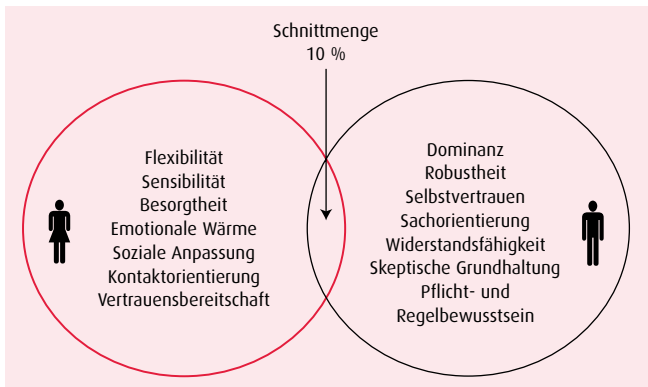 Schnittmenge
10 %
Flexibilität
Sensibilität
Besorgtheit
Emotionale Wärme
Soziale Anpassung
Kontaktorientierung
Vertrauensbereitschaft
Dominanz
Robustheit
Selbstvertrauen
Sachorientierung
Widerstandsfähigkeit
Skeptische Grundhaltung
Pflicht- und
Regelbewusstsein